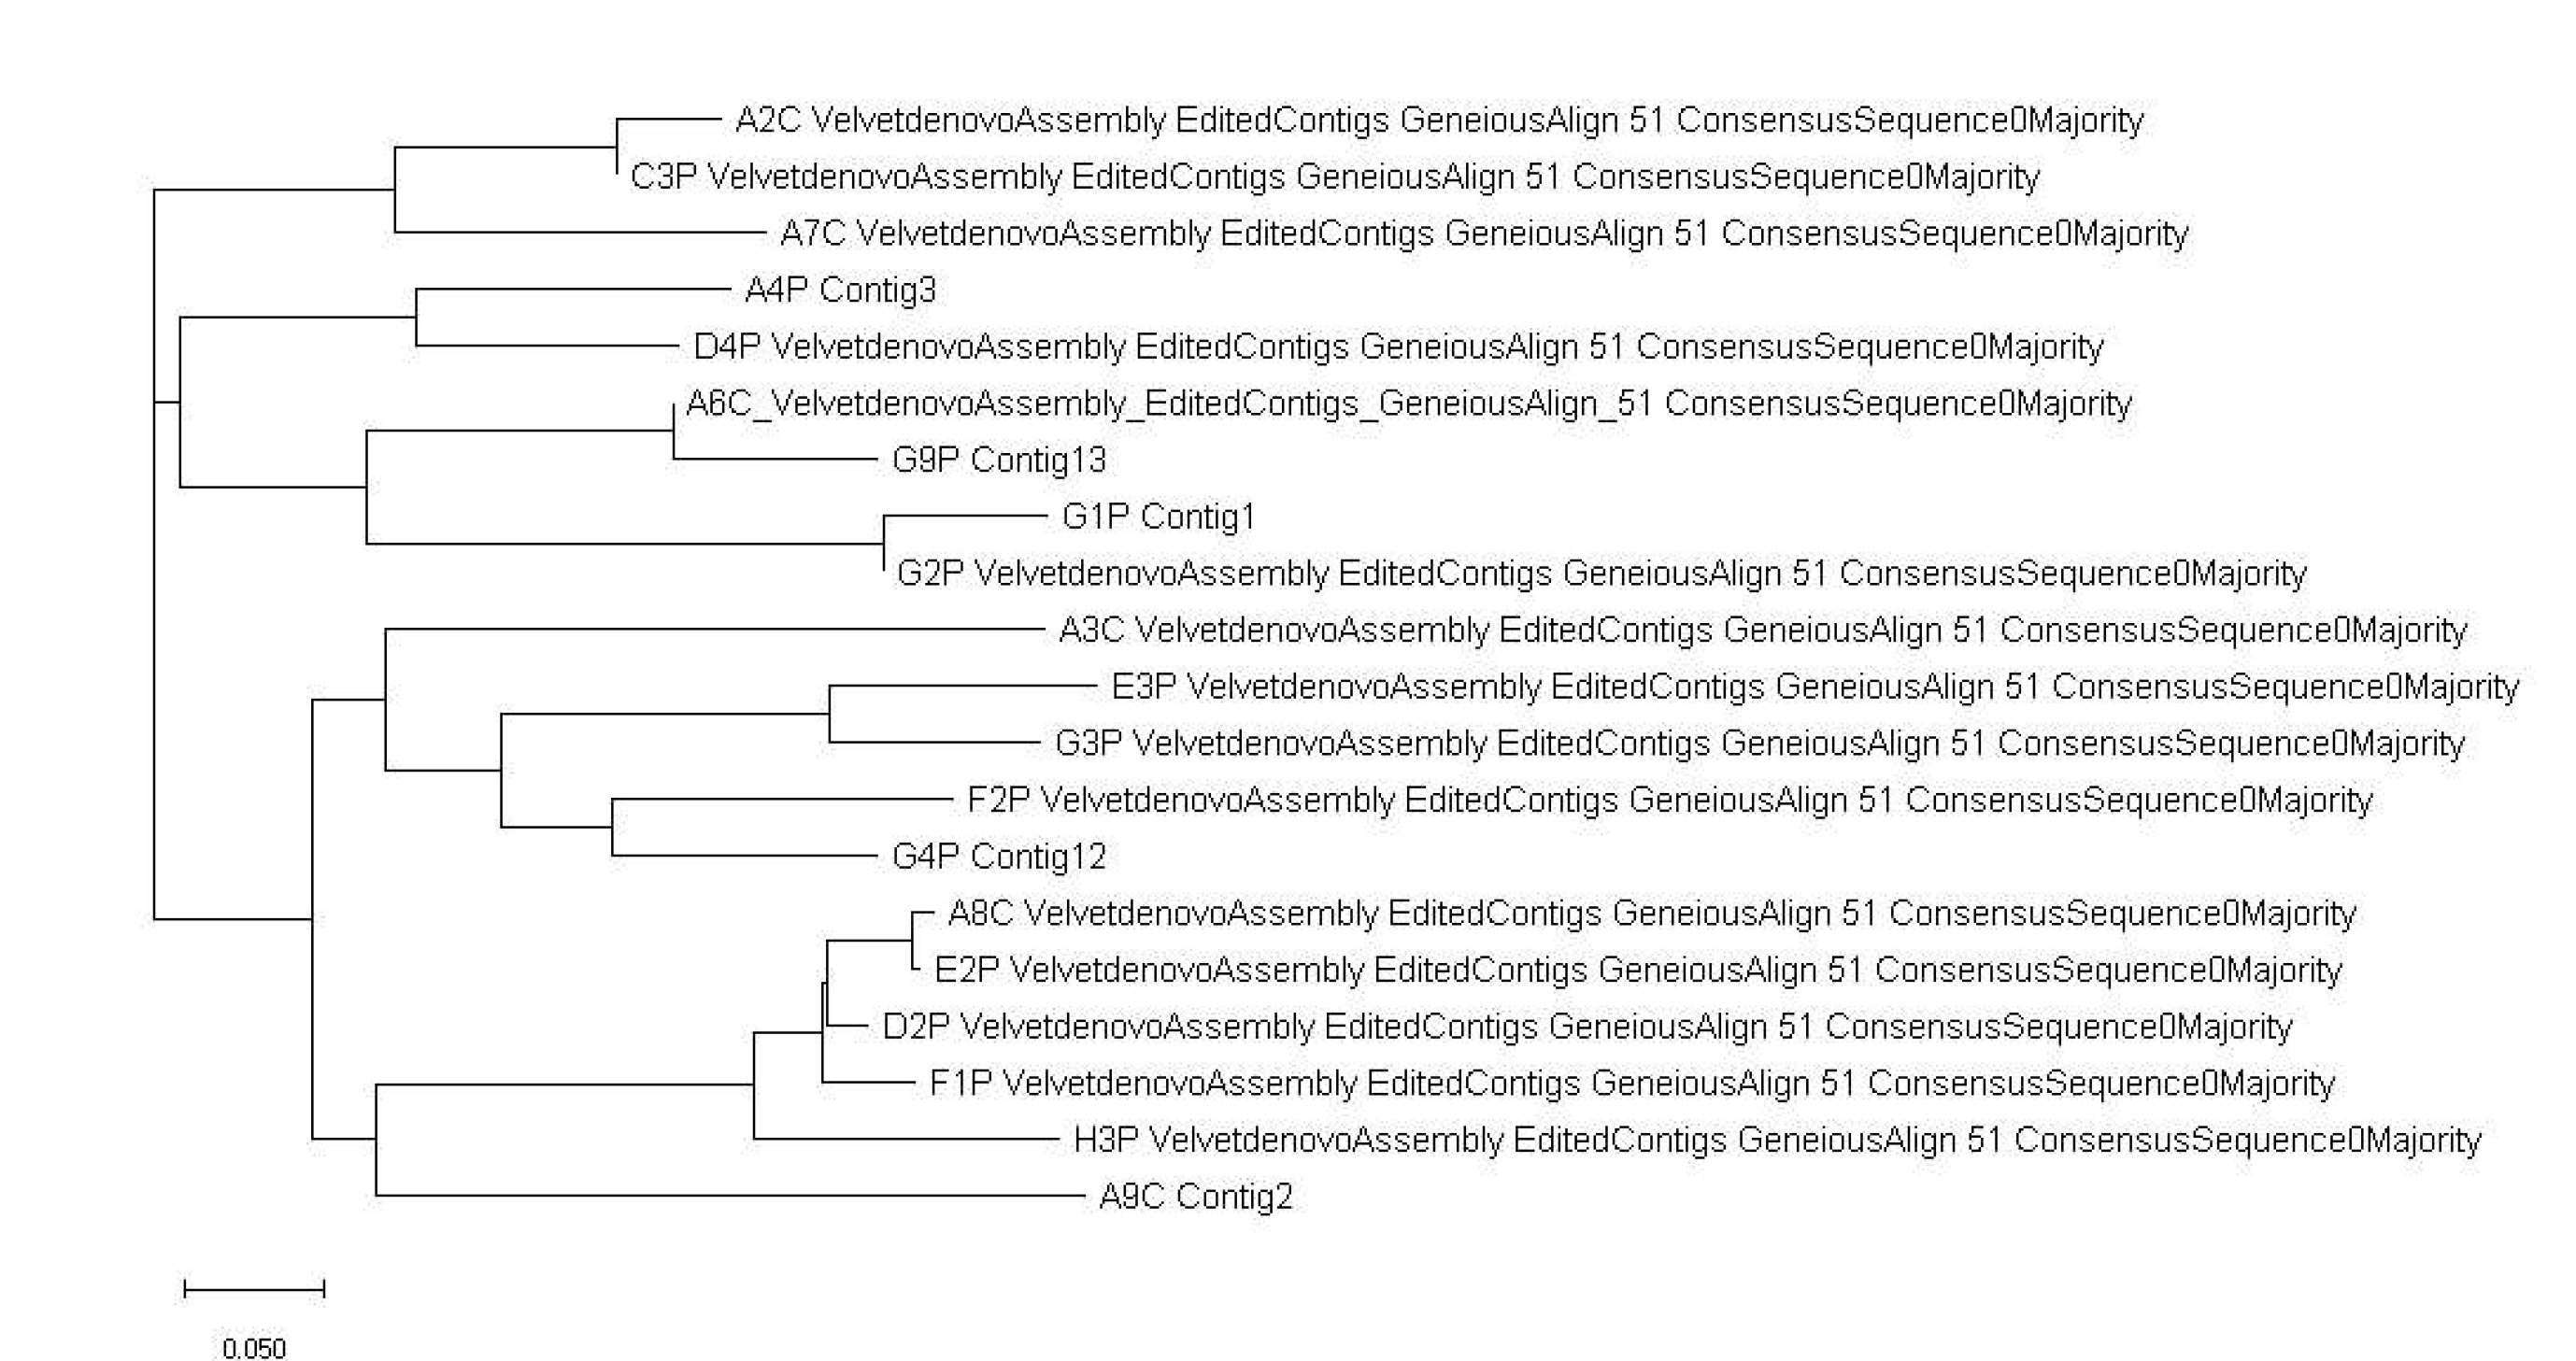 A2C VelvetdenovoAssembly EditedContigs GeneiousAlign 51 ConsensusSequence0Majority
C3P VelvetdenovoAssembly EditedContigs GeneiousAlign 51 ConsensusSequence0Majority
A7C VelvetdenovoAssembly EditedContigs GeneiousAlign 51 ConsensusSequence0Majority
A4P Contig3
D4P VelvetdenovoAssembly EditedContigs GeneiousAlign 51 ConsensusSequence0Majority
A6C_VelvetdenovoAssembly_EditedContigs_GeneiousAlign_51 ConsensusSequence0Majority
G9P Contig13
G1P Contig1
G2P VelvetdenovoAssembly EditedContigs GeneiousAlign 51 ConsensusSequence0Majority
A3C VelvetdenovoAssembly EditedContigs GeneiousAlign 51 ConsensusSequence0Majority
E3P VelvetdenovoAssembly EditedContigs GeneiousAlign 51 ConsensusSequence0Majority
G3P VelvetdenovoAssembly EditedContigs GeneiousAlign 51 ConsensusSequence0Majority
F2P VelvetdenovoAssembly EditedContigs GeneiousAlign 51 ConsensusSequence0Majority
G4P Contig12
A8C VelvetdenovoAssembly EditedContigs GeneiousAlign 51 ConsensusSequence0Majority
E2P VelvetdenovoAssembly EditedContigs GeneiousAlign 51 ConsensusSequence0Majority
D2P VelvetdenovoAssembly EditedContigs GeneiousAlign 51 ConsensusSequence0Majority
F1P VelvetdenovoAssembly EditedContigs GeneiousAlign 51 ConsensusSequence0Majority
H3P VelvetdenovoAssembly EditedContigs GeneiousAlign 51 ConsensusSequence0Majority
A9C Contig2
0.050